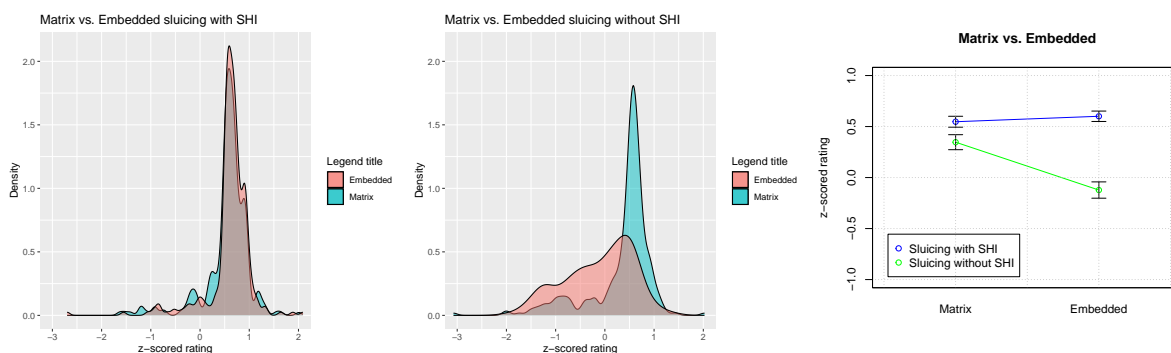 Matrix vs. Embedded sluicing with SHI
2.0
1.5
1.0
0.5
0.0
Density
−3 −2 −1 0 1 2
z−scored rating
Legend title
Embedded
Matrix
Matrix vs. Embedded sluicing without SHI
2.0
1.5
1.0
0.5
0.0
Density
−3 −2 −1 0 1 2
z−scored rating
Legend title
Embedded
Matrix
Matrix vs. Embedded
1.0
0.5
0.0
−0.5
−1.0
z−scored rating
Sluicing with SHI
Sluicing without SHI
Matrix Embedded